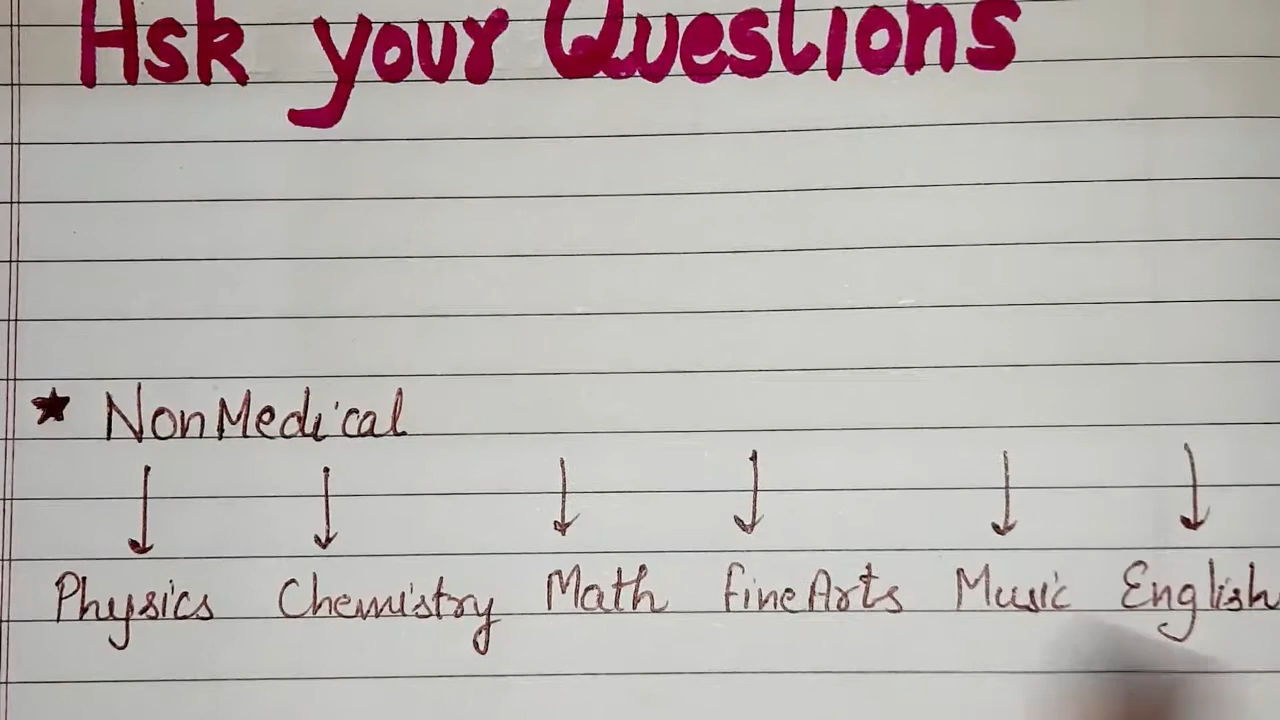 Ask your Questions
★ NonMedical
↓ ↓ ↓ ↓ ↓ ↓
Physics Chemistry Math fineArts Music English